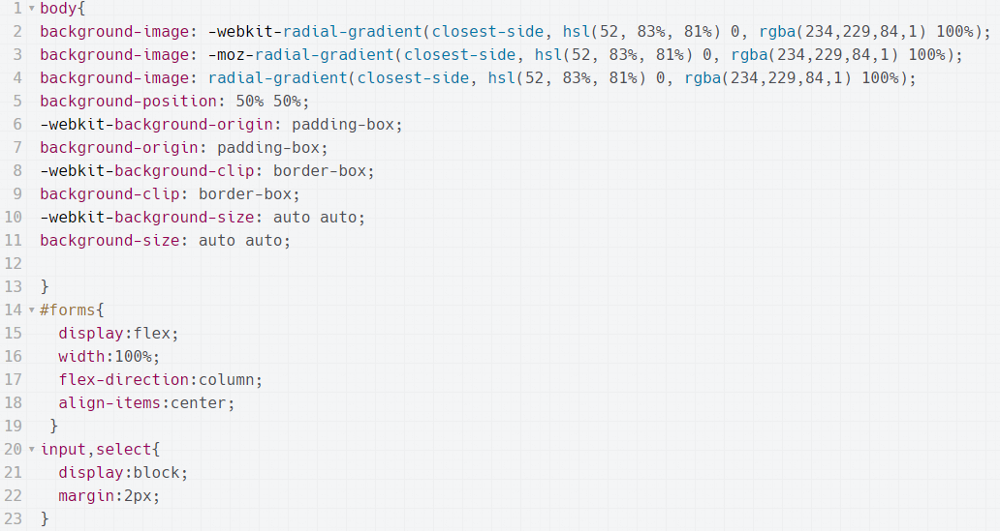 1 body{
2 background-image: -webkit-radial-gradient(closest-side, hsl(52, 83%, 81%) 0, rgba(234,229,84,1) 100%);
3 background-image: -moz-radial-gradient(closest-side, hsl(52, 83%, 81%) 0, rgba(234,229,84,1) 100%);
4 background-image: radial-gradient(closest-side, hsl(52, 83%, 81%) 0, rgba(234,229,84,1) 100%);
5 background-position: 50% 50%;
6 -webkit-background-origin: padding-box;
7 background-origin: padding-box;
8 -webkit-background-clip: border-box;
9 background-clip: border-box;
10 -webkit-background-size: auto auto;
11 background-size: auto auto;
12
13 }
14 #forms{
15   display:flex;
16   width:100%;
17   flex-direction:column;
18   align-items:center;
19  }
20 input,select{
21   display:block;
22   margin:2px;
23 }